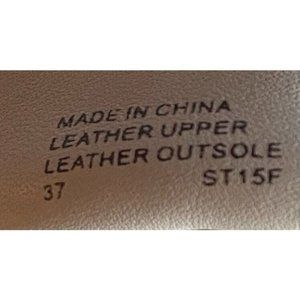 MADE IN CHINA
LEATHER UPPER
LEATHER OUTSOLE
37 ST15F